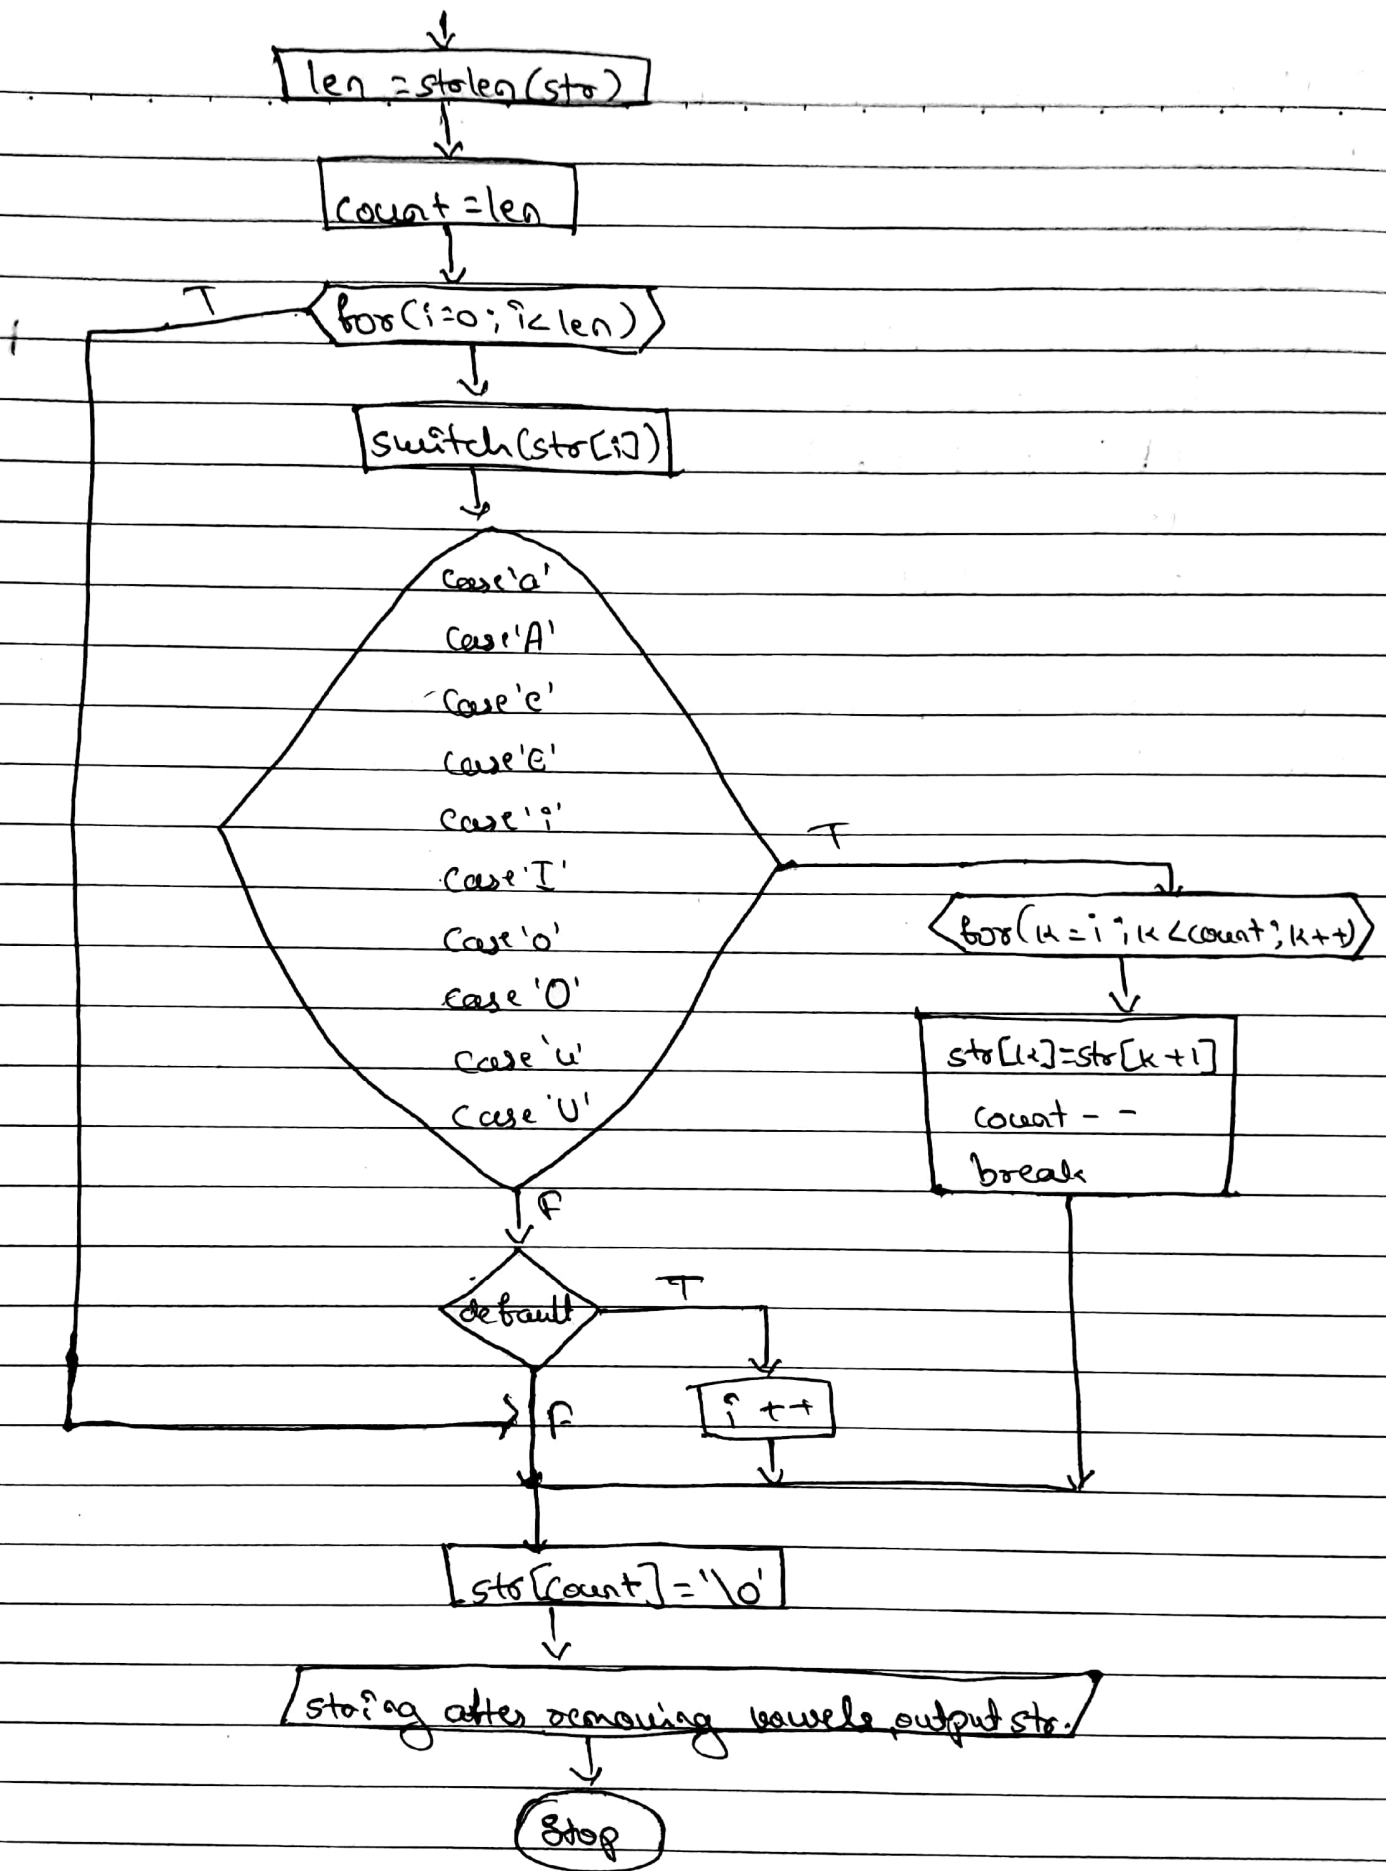 len = strlen(str)
count = len
T
for(i=0; i<len)
switch(str[i])
case 'a'
case 'A'
case 'e'
case 'E'
case 'i'
case 'I'
case 'o'
case 'O'
case 'u'
case 'U'
T
for(k=i; k<count; k++)
str[k]=str[k+1]
count--
break
F
default
T
i++
F
str[count]='\0'
string after removing vowels, output str.
Stop